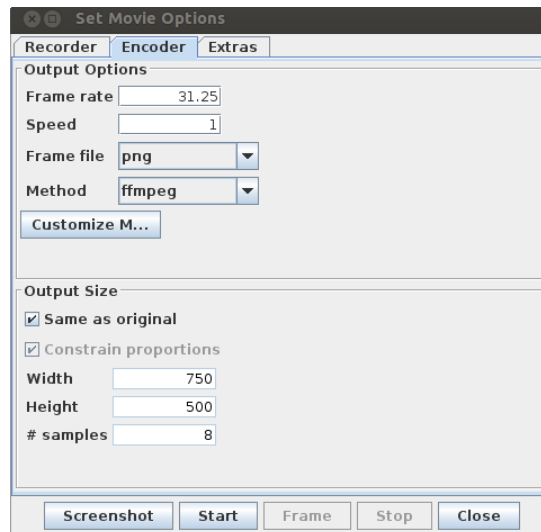 Set Movie Options
Recorder Encoder Extras
Output Options
Frame rate 31.25
Speed 1
Frame file png
Method ffmpeg
Customize M...
Output Size
Same as original
Constrain proportions
Width 750
Height 500
# samples 8
Screenshot Start Frame Stop Close